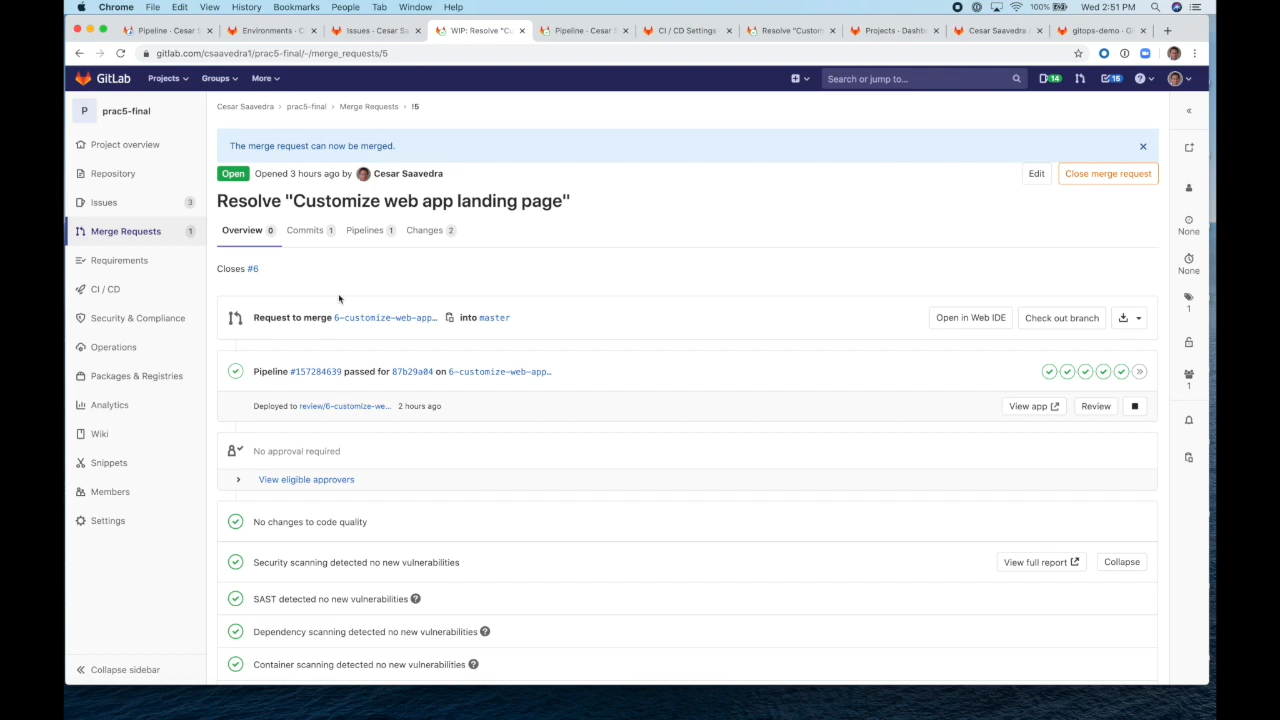 Chrome File Edit View History Bookmarks People Tab Window Help 100% Wed 2:51 PM
Pipeline · Cesar S Environments · C Issues · Cesar Sa WIP: Resolve "Cu Pipeline · Cesar S CI / CD Settings Resolve "Custom Projects · Dashb Cesar Saavedra / gitops-demo · Gi
gitlab.com/csaavedra1/prac5-final/-/merge_requests/5
GitLab Projects Groups More Search or jump to... 14 16
P prac5-final
Project overview
Repository
Issues 3
Merge Requests 1
Requirements
CI / CD
Security & Compliance
Operations
Packages & Registries
Analytics
Wiki
Snippets
Members
Settings
Collapse sidebar
Cesar Saavedra › prac5-final › Merge Requests › !5
The merge request can now be merged.
Open Opened 3 hours ago by Cesar Saavedra Edit Close merge request
Resolve "Customize web app landing page"
Overview 0 Commits 1 Pipelines 1 Changes 2
Closes #6
Request to merge 6-customize-web-app… into master Open in Web IDE Check out branch
Pipeline #157284639 passed for 87b29a04 on 6-customize-web-app…
Deployed to review/6-customize-we… 2 hours ago View app Review
No approval required
View eligible approvers
No changes to code quality
Security scanning detected no new vulnerabilities View full report Collapse
SAST detected no new vulnerabilities
Dependency scanning detected no new vulnerabilities
Container scanning detected no new vulnerabilities
None
None
1
1